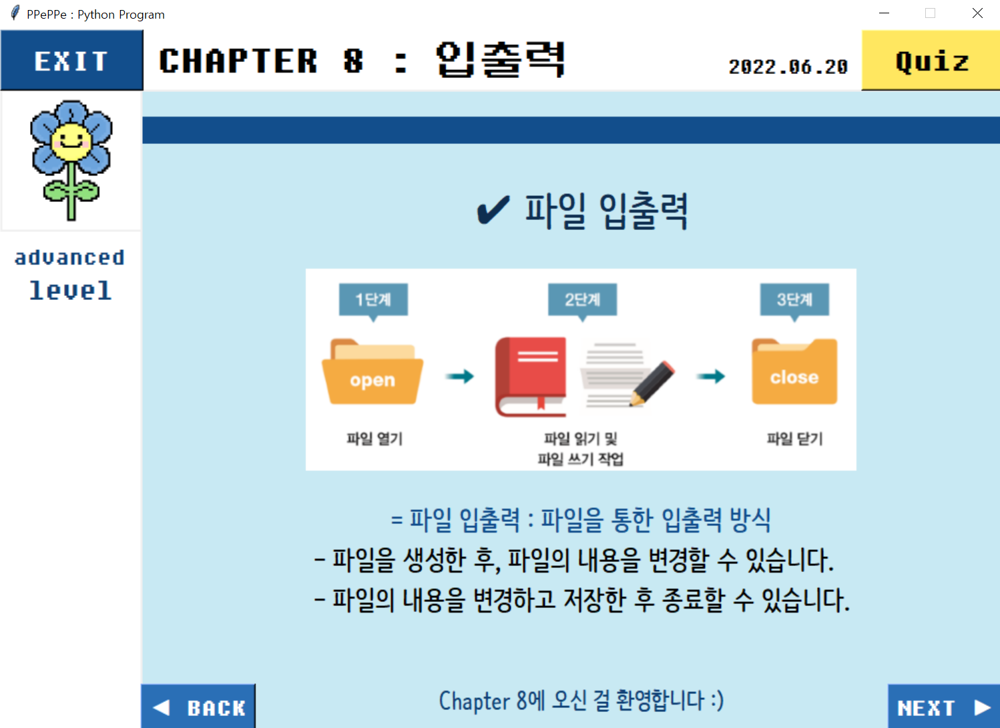 PPePPe : Python Program
EXIT
CHAPTER 8 : 입출력
2022.06.20
Quiz
advanced
level
✔ 파일 입출력
1단계
2단계
3단계
open
close
파일 열기
파일 읽기 및
파일 쓰기 작업
파일 닫기
= 파일 입출력 : 파일을 통한 입출력 방식
- 파일을 생성한 후, 파일의 내용을 변경할 수 있습니다.
- 파일의 내용을 변경하고 저장한 후 종료할 수 있습니다.
◀ BACK
Chapter 8에 오신 걸 환영합니다 :)
NEXT ▶